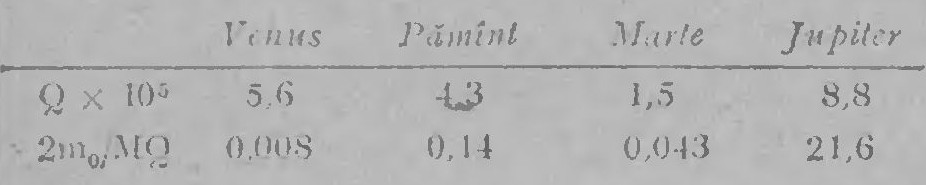 Venus Pămînt Marte Jupiter
Q × 10⁵ 5,6 4,3 1,5 8,8
2m₀/MQ 0,008 0,14 0,043 21,6